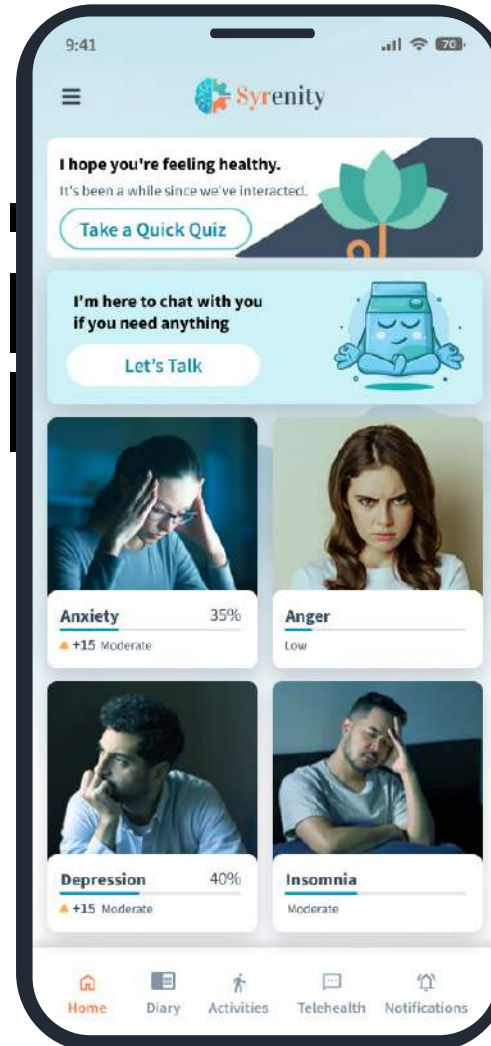 9:41
70
Syrenity
I hope you're feeling healthy.
It's been a while since we've interacted.
Take a Quick Quiz
I'm here to chat with you
if you need anything
Let's Talk
Anxiety 35%
+15 Moderate
Anger
Low
Depression 40%
+15 Moderate
Insomnia
Moderate
Home Diary Activities Telehealth Notifications